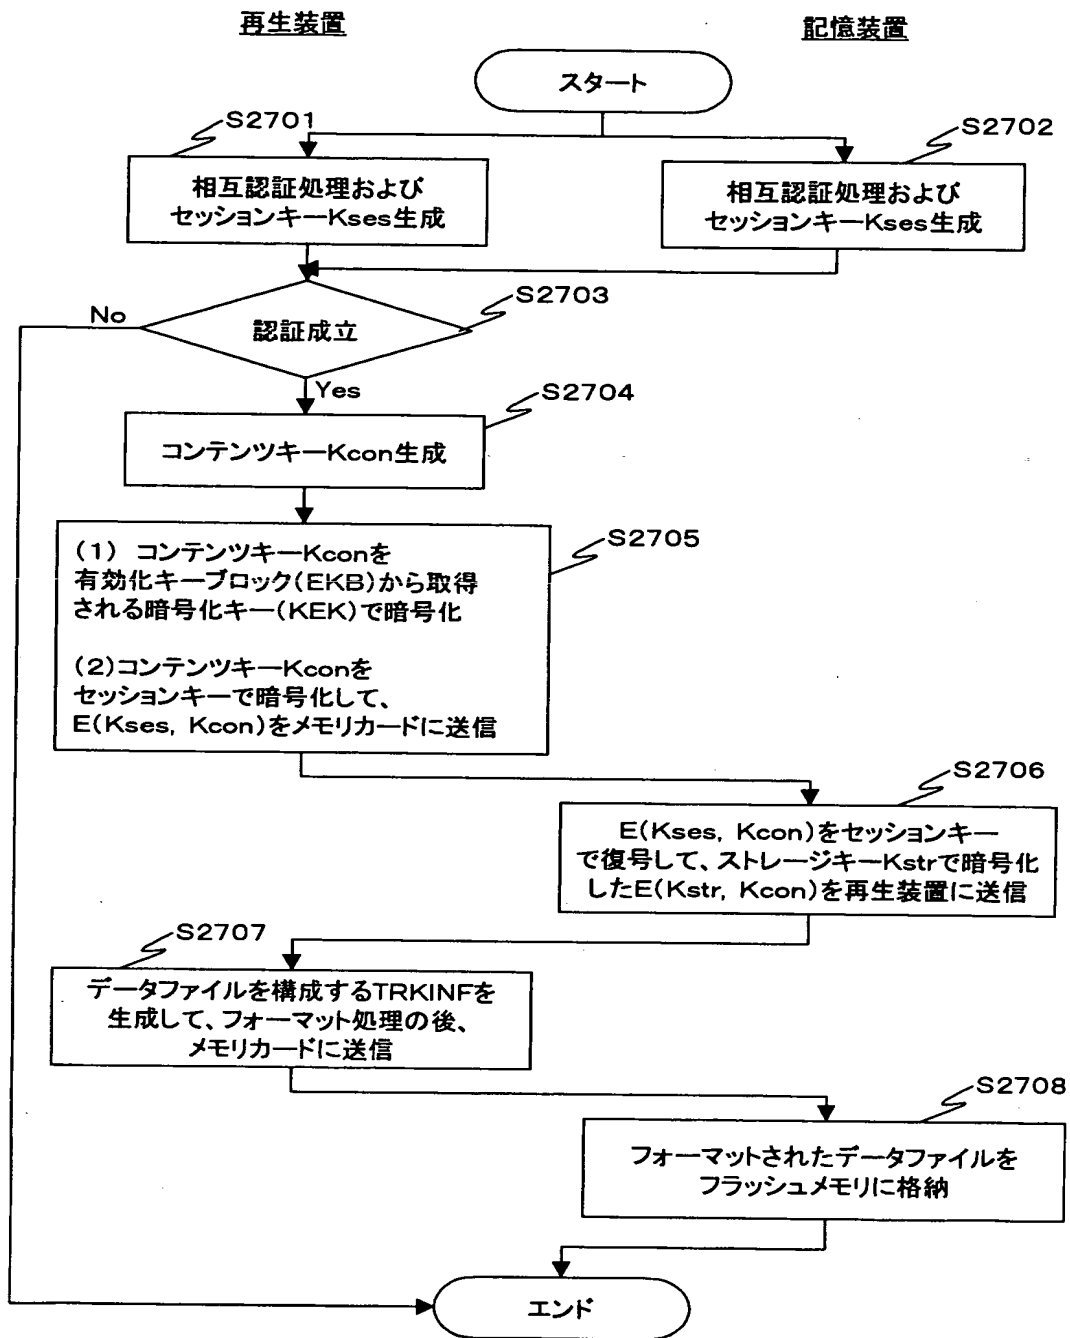 再生装置
記憶装置
スタート
S2701
S2702
相互認証処理および
セッションキーKses生成
相互認証処理および
セッションキーKses生成
S2703
No
認証成立
Yes
S2704
コンテンツキーKcon生成
S2705
(1) コンテンツキーKconを
有効化キーブロック(EKB)から取得
される暗号化キー(KEK)で暗号化
(2)コンテンツキーKconを
セッションキーで暗号化して、
E(Kses, Kcon)をメモリカードに送信
S2706
E(Kses, Kcon)をセッションキー
で復号して、ストレージキーKstrで暗号化
したE(Kstr, Kcon)を再生装置に送信
S2707
データファイルを構成するTRKINFを
生成して、フォーマット処理の後、
メモリカードに送信
S2708
フォーマットされたデータファイルを
フラッシュメモリに格納
エンド